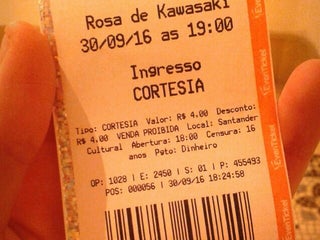 Rosa de Kawasaki
30/09/16 as 19:00
Ingresso
CORTESIA
Tipo: CORTESIA Valor: R$ 4.00 Desconto:
R$ 4.00 VENDA PROIBIDA Local: Santander
Cultural Abertura: 18:00 Censura: 16
anos Pgto: Dinheiro
OP: 1028 | E: 2450 | S: 01 | P: 455493
POS: 000056 | 30/09/16 18:24:58